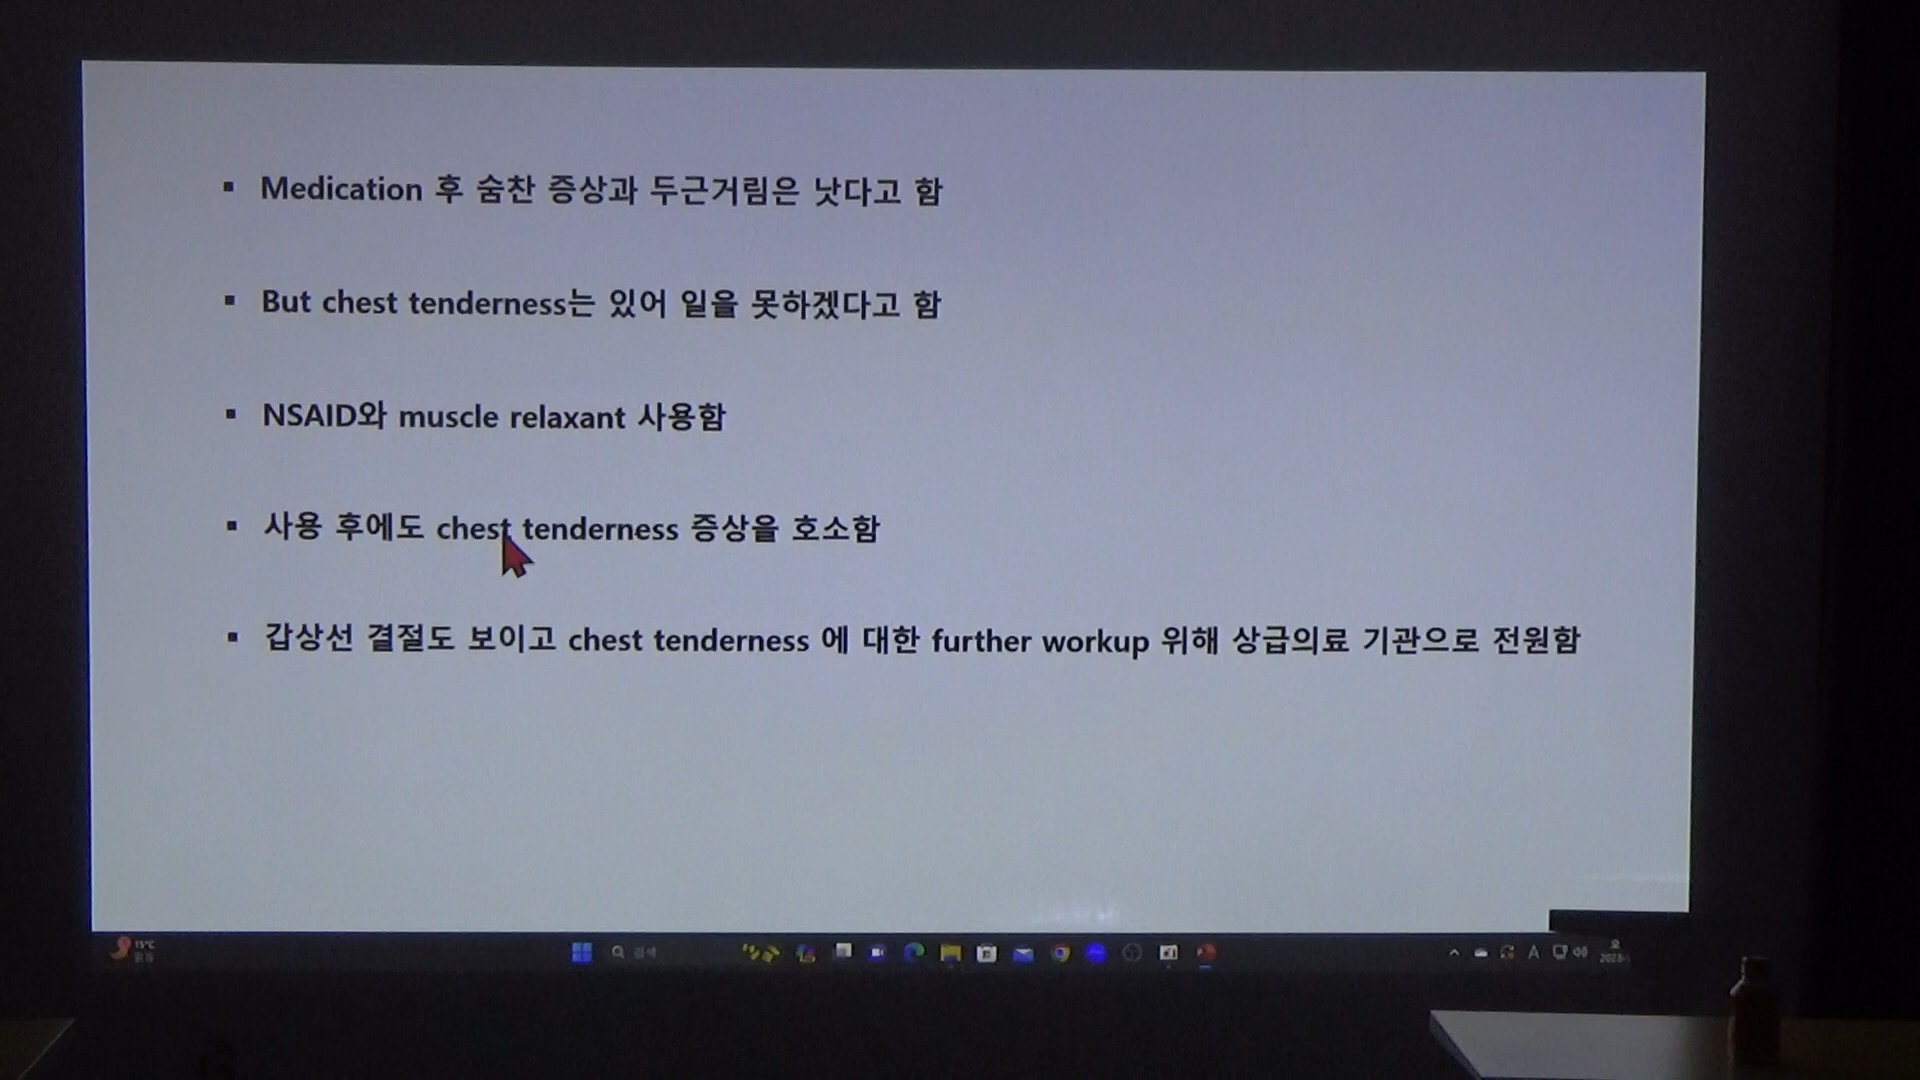 ▪ Medication 후 숨찬 증상과 두근거림은 낫다고 함
▪ But chest tenderness는 있어 일을 못하겠다고 함
▪ NSAID와 muscle relaxant 사용함
▪ 사용 후에도 chest tenderness 증상을 호소함
▪ 갑상선 결절도 보이고 chest tenderness 에 대한 further workup 위해 상급의료 기관으로 전원함
15°C
검색
A